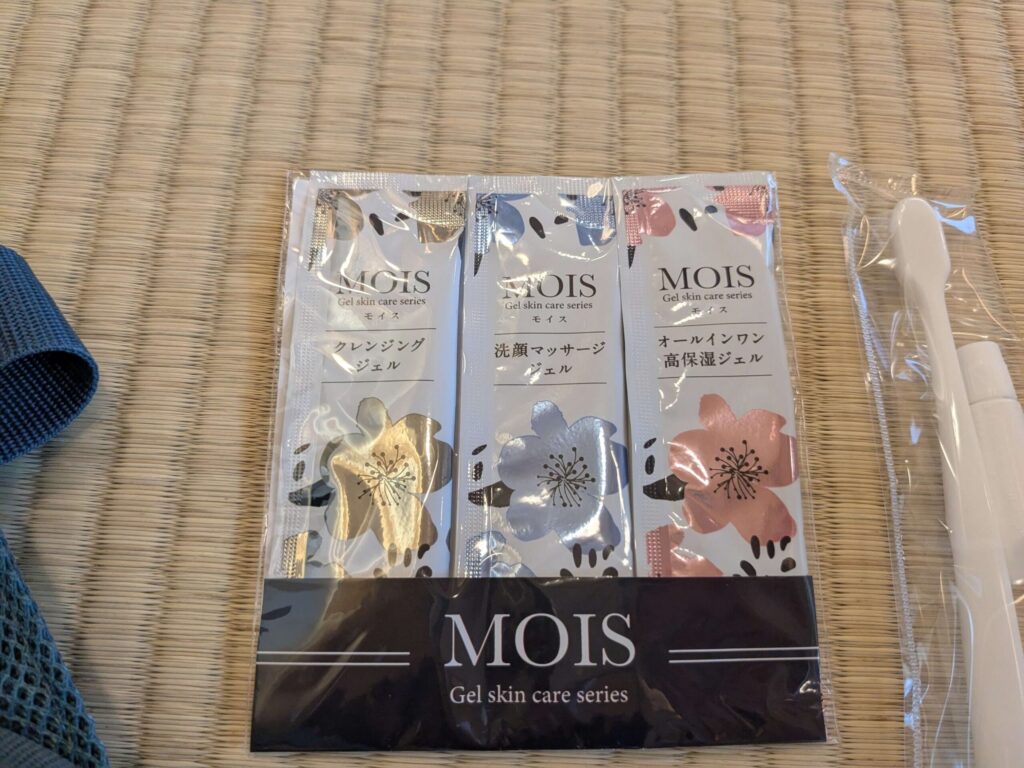 MOIS
Gel skin care series
モイス
クレンジング
ジェル
MOIS
Gel skin care series
モイス
洗顔マッサージ
ジェル
MOIS
Gel skin care series
モイス
オールインワン
高保湿ジェル
MOIS
Gel skin care series